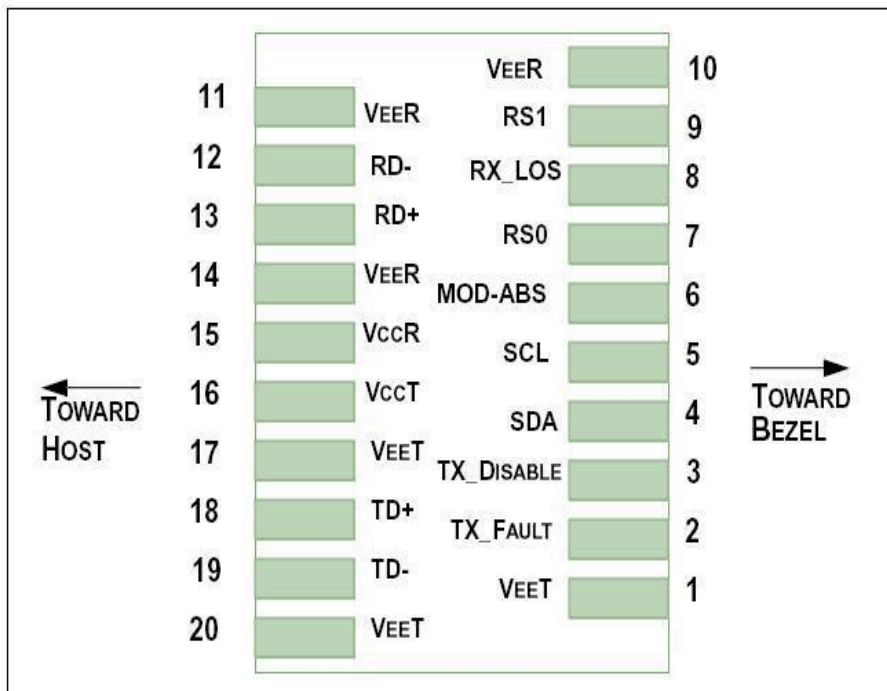 11 VEER
12 RD-
13 RD+
14 VEER
15 VCCR
16 VCCT
17 VEET
18 TD+
19 TD-
20 VEET
TOWARD
HOST
VEER 10
RS1 9
RX_LOS 8
RS0 7
MOD-ABS 6
SCL 5
SDA 4
TX_DISABLE 3
TX_FAULT 2
VEET 1
TOWARD
BEZEL